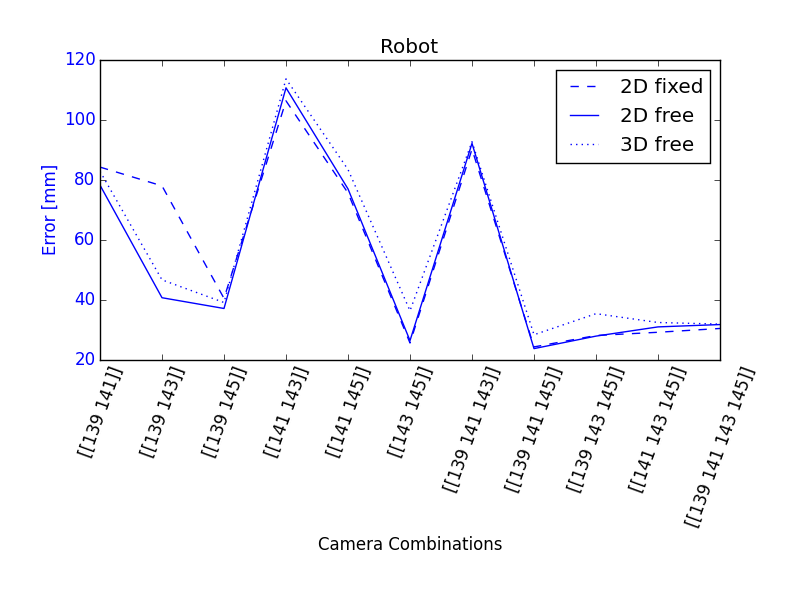 Robot
120
100
80
60
40
20
Error [mm]
2D fixed
2D free
3D free
[[139 141]]
[[139 143]]
[[139 145]]
[[141 143]]
[[141 145]]
[[143 145]]
[[139 141 143]]
[[139 141 145]]
[[139 143 145]]
[[141 143 145]]
[[139 141 143 145]]
Camera Combinations